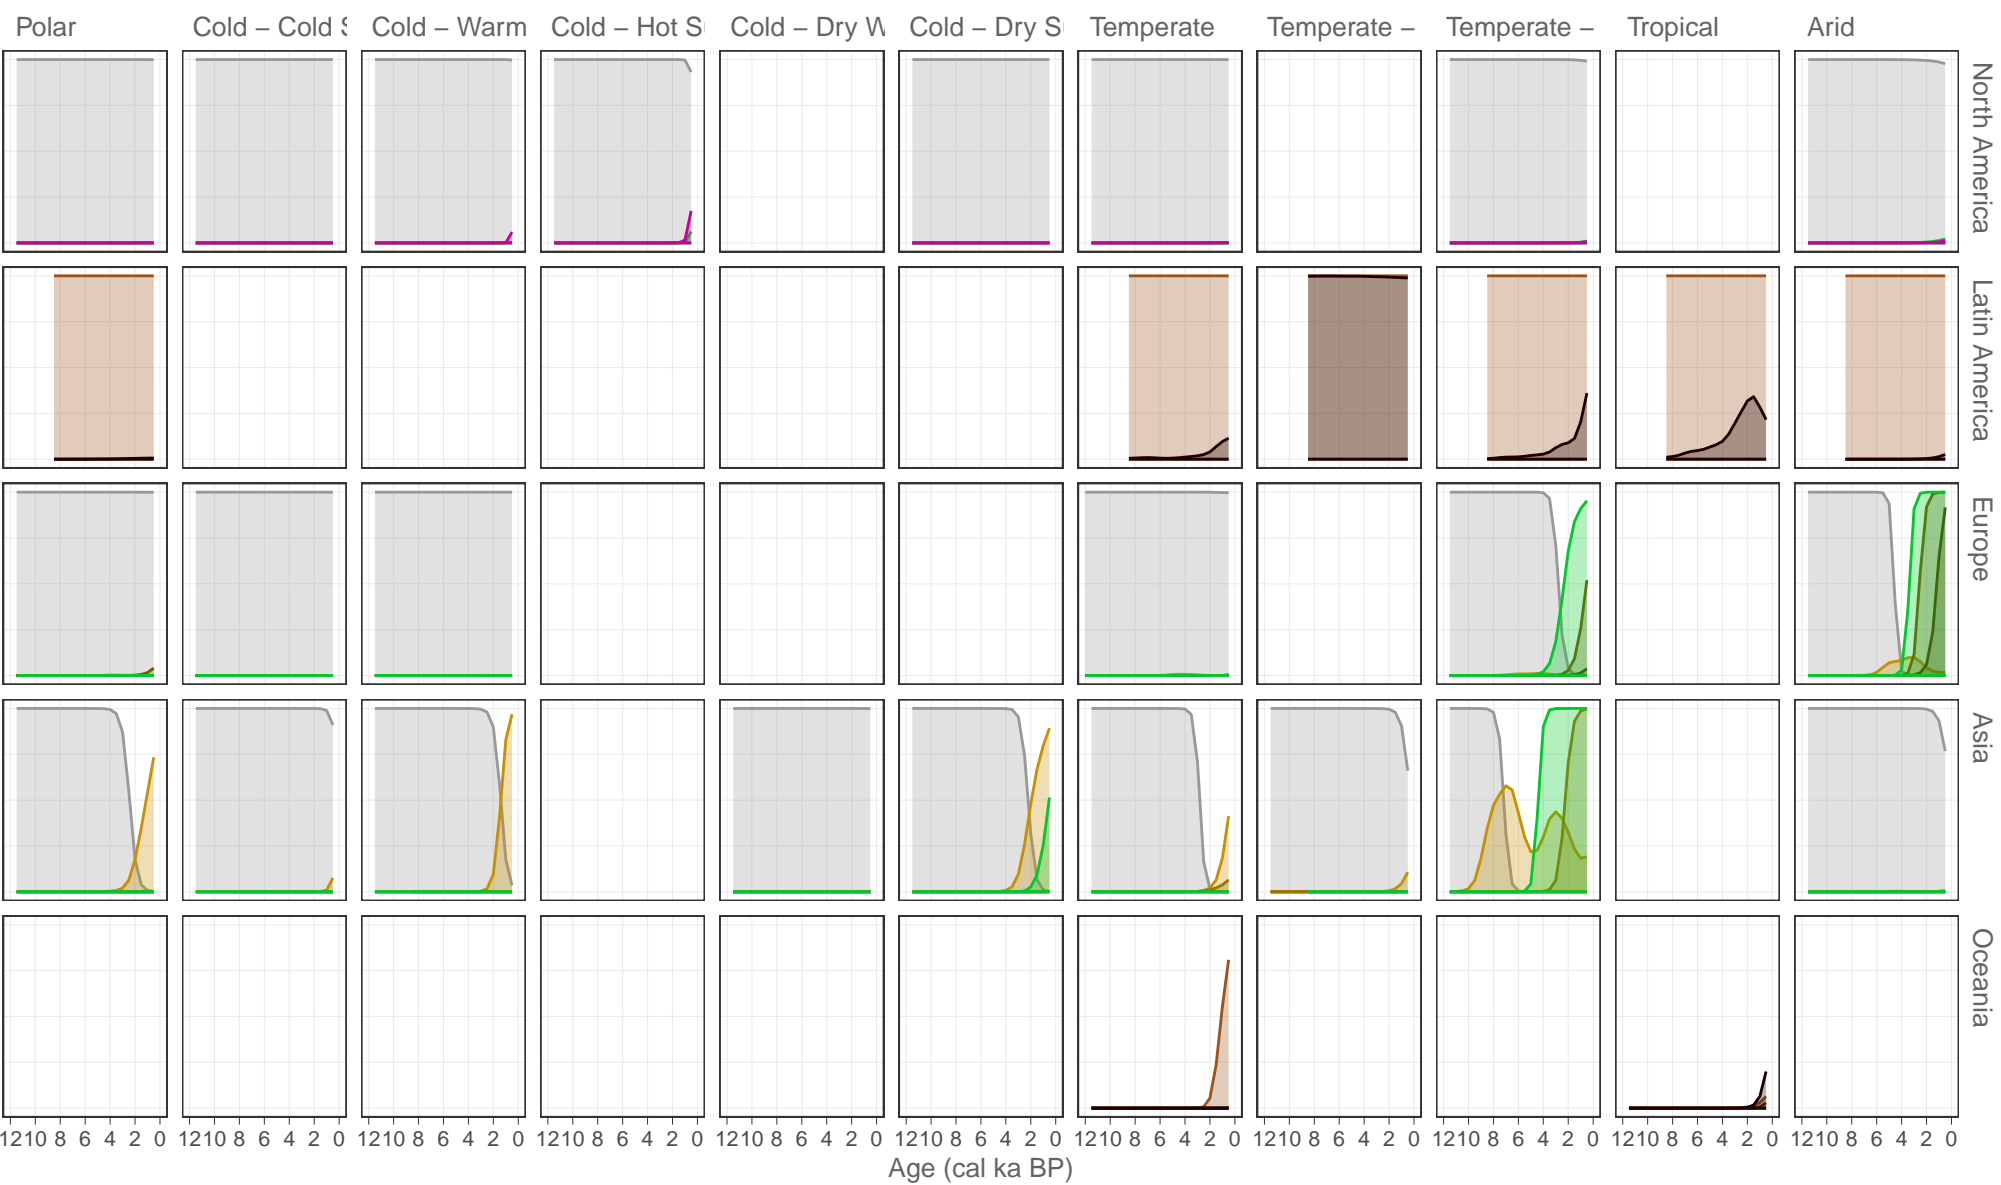 Polar
Cold – Cold S
Cold – Warm
Cold – Hot S
Cold – Dry W
Cold – Dry S
Temperate
Temperate –
Temperate –
Tropical
Arid
North America
Latin America
Europe
Asia
Oceania
12 10 8 6 4 2 0
12 10 8 6 4 2 0
12 10 8 6 4 2 0
12 10 8 6 4 2 0
12 10 8 6 4 2 0
12 10 8 6 4 2 0
12 10 8 6 4 2 0
12 10 8 6 4 2 0
12 10 8 6 4 2 0
12 10 8 6 4 2 0
12 10 8 6 4 2 0
Age (cal ka BP)